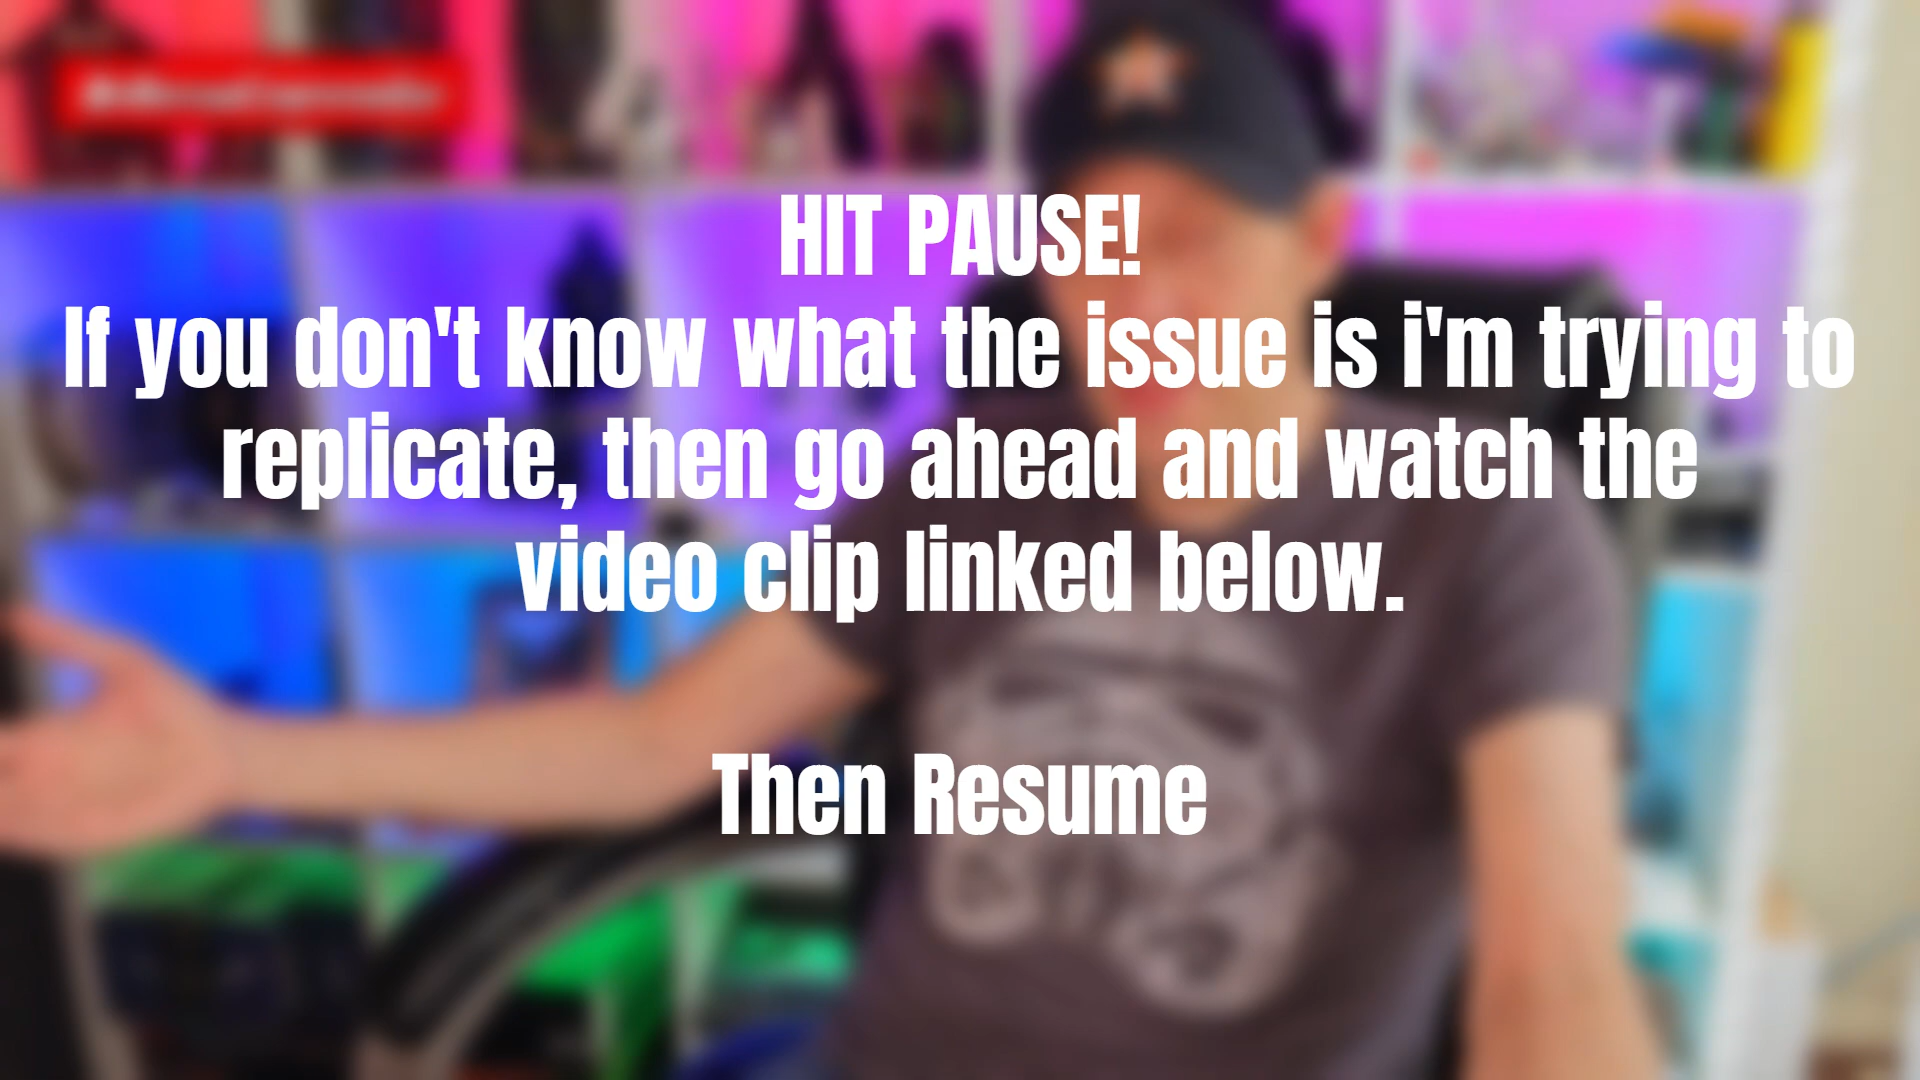 HIT PAUSE!
If you don't know what the issue is i'm trying to
replicate, then go ahead and watch the
video clip linked below.
Then Resume